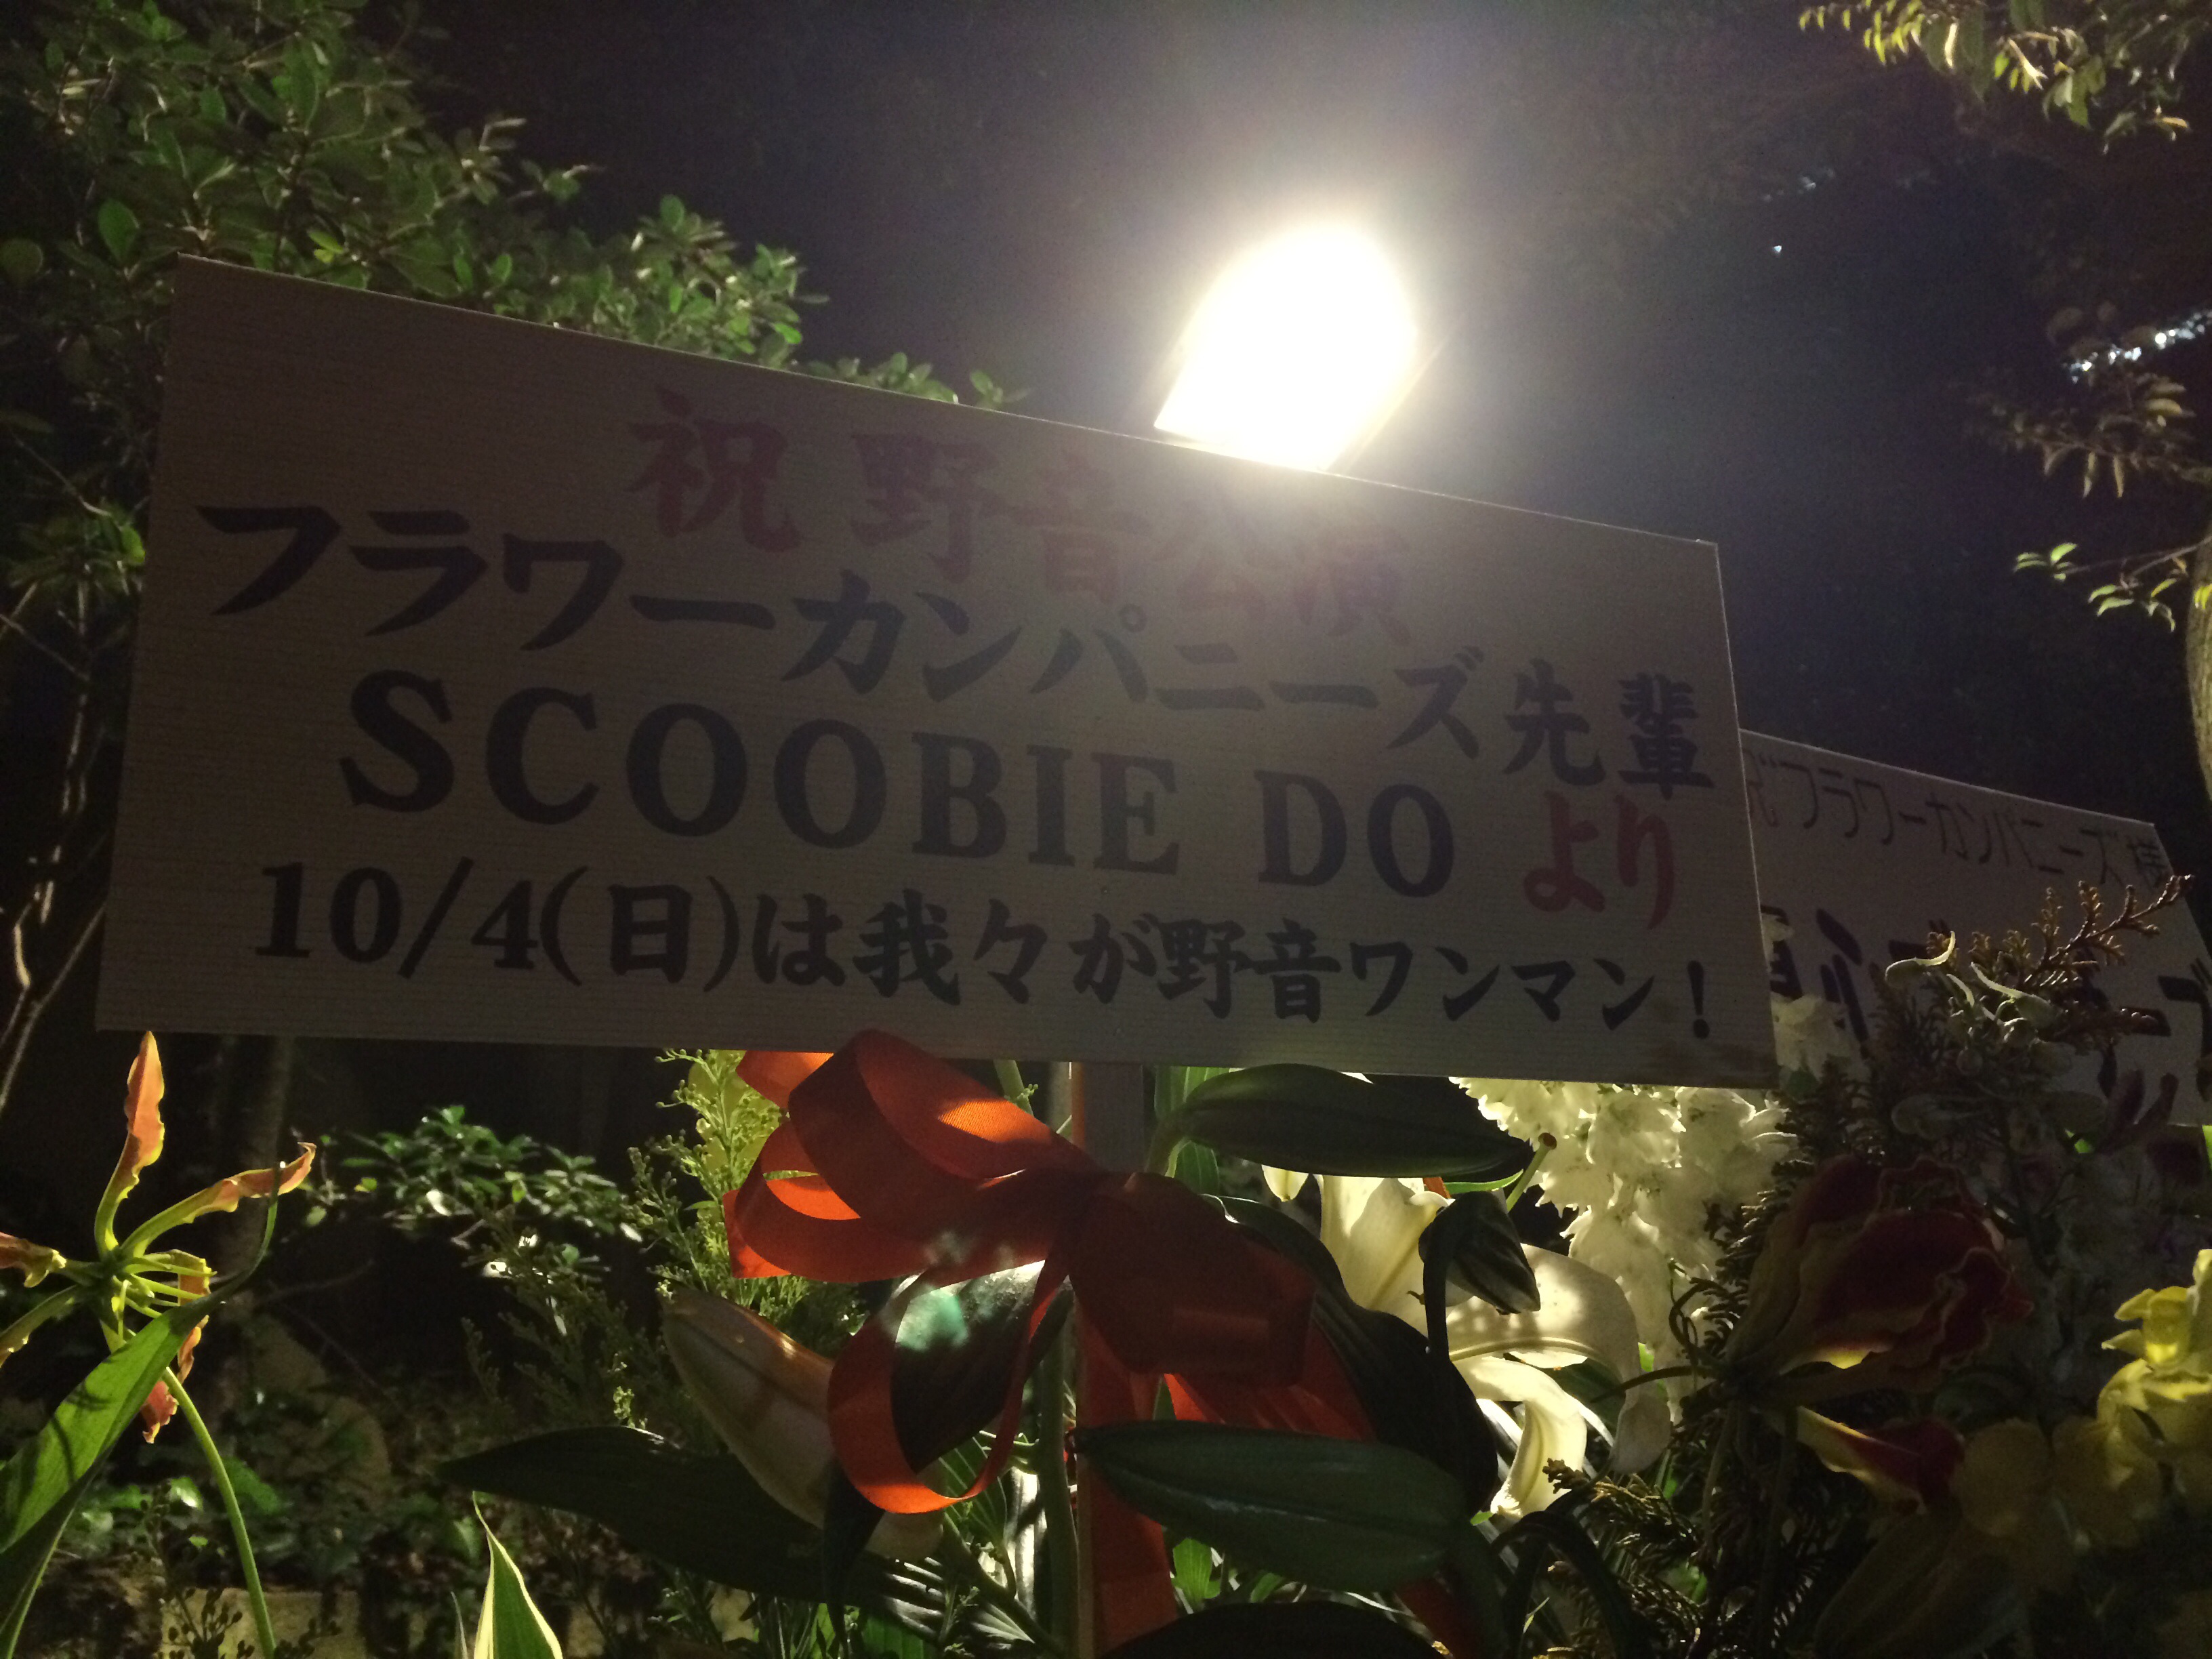 祝 野音公演
フラワーカンパニーズ先輩
SCOOBIE DO より
10/4(日)は我々が野音ワンマン!
祝"フラワーカンパニーズ"様